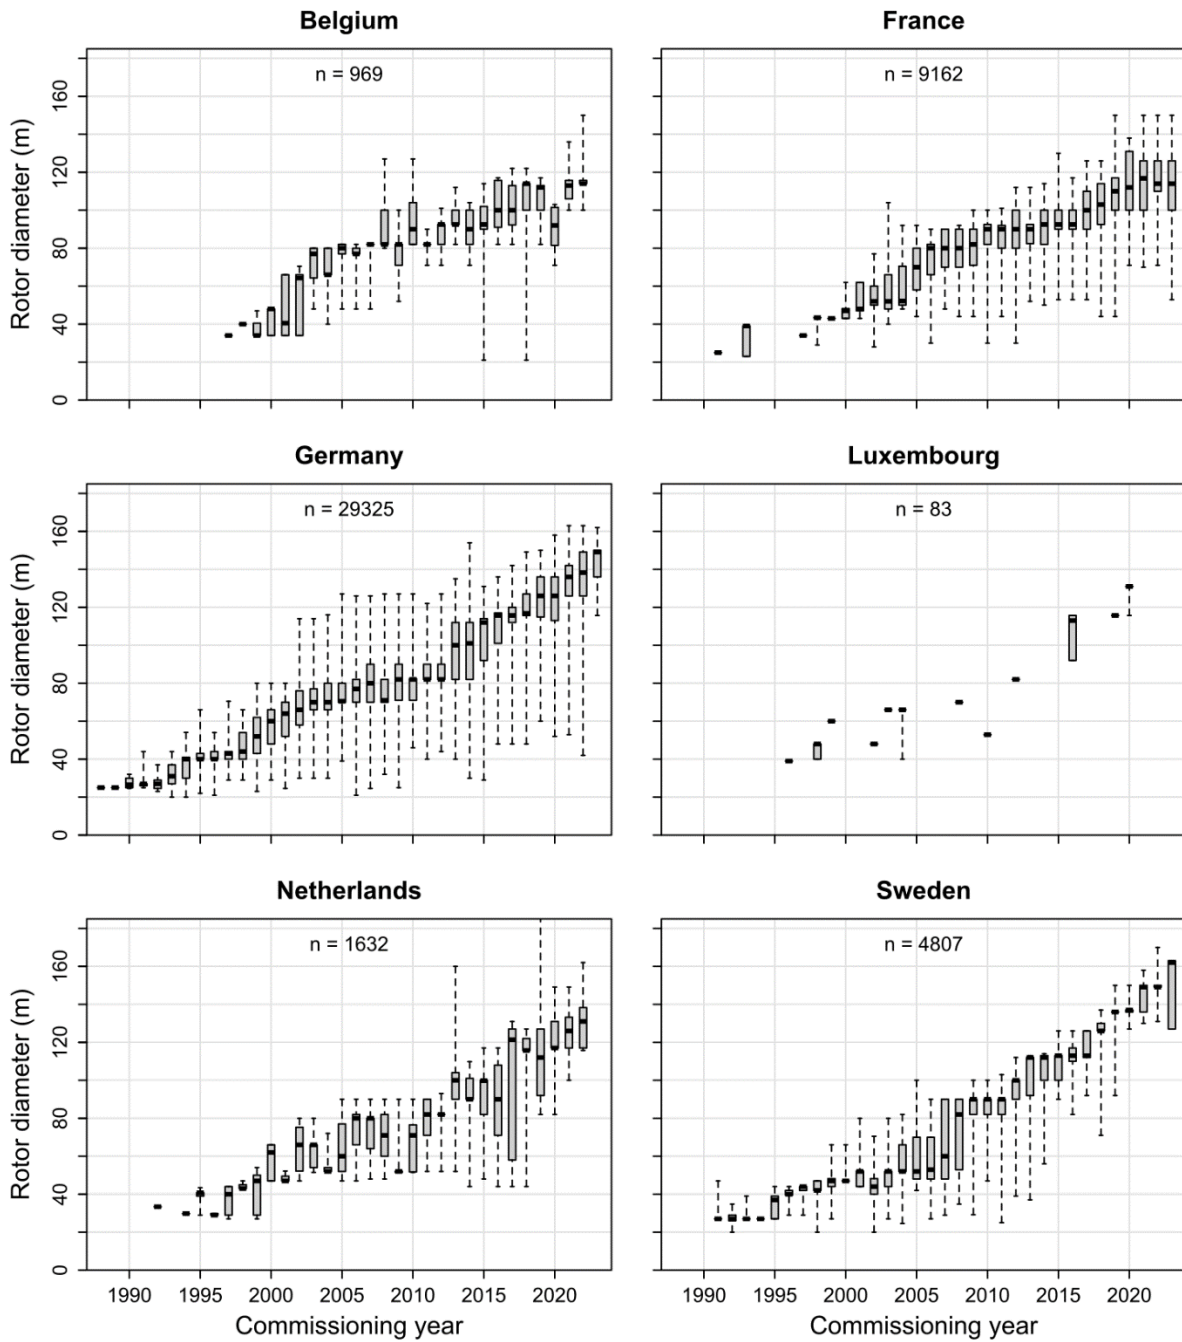 Belgium
France
n = 969
n = 9162
Rotor diameter (m)
160
120
80
40
0
Germany
Luxembourg
n = 29325
n = 83
Rotor diameter (m)
160
120
80
40
0
Netherlands
Sweden
n = 1632
n = 4807
Rotor diameter (m)
160
120
80
40
0
1990 1995 2000 2005 2010 2015 2020
1990 1995 2000 2005 2010 2015 2020
Commissioning year
Commissioning year